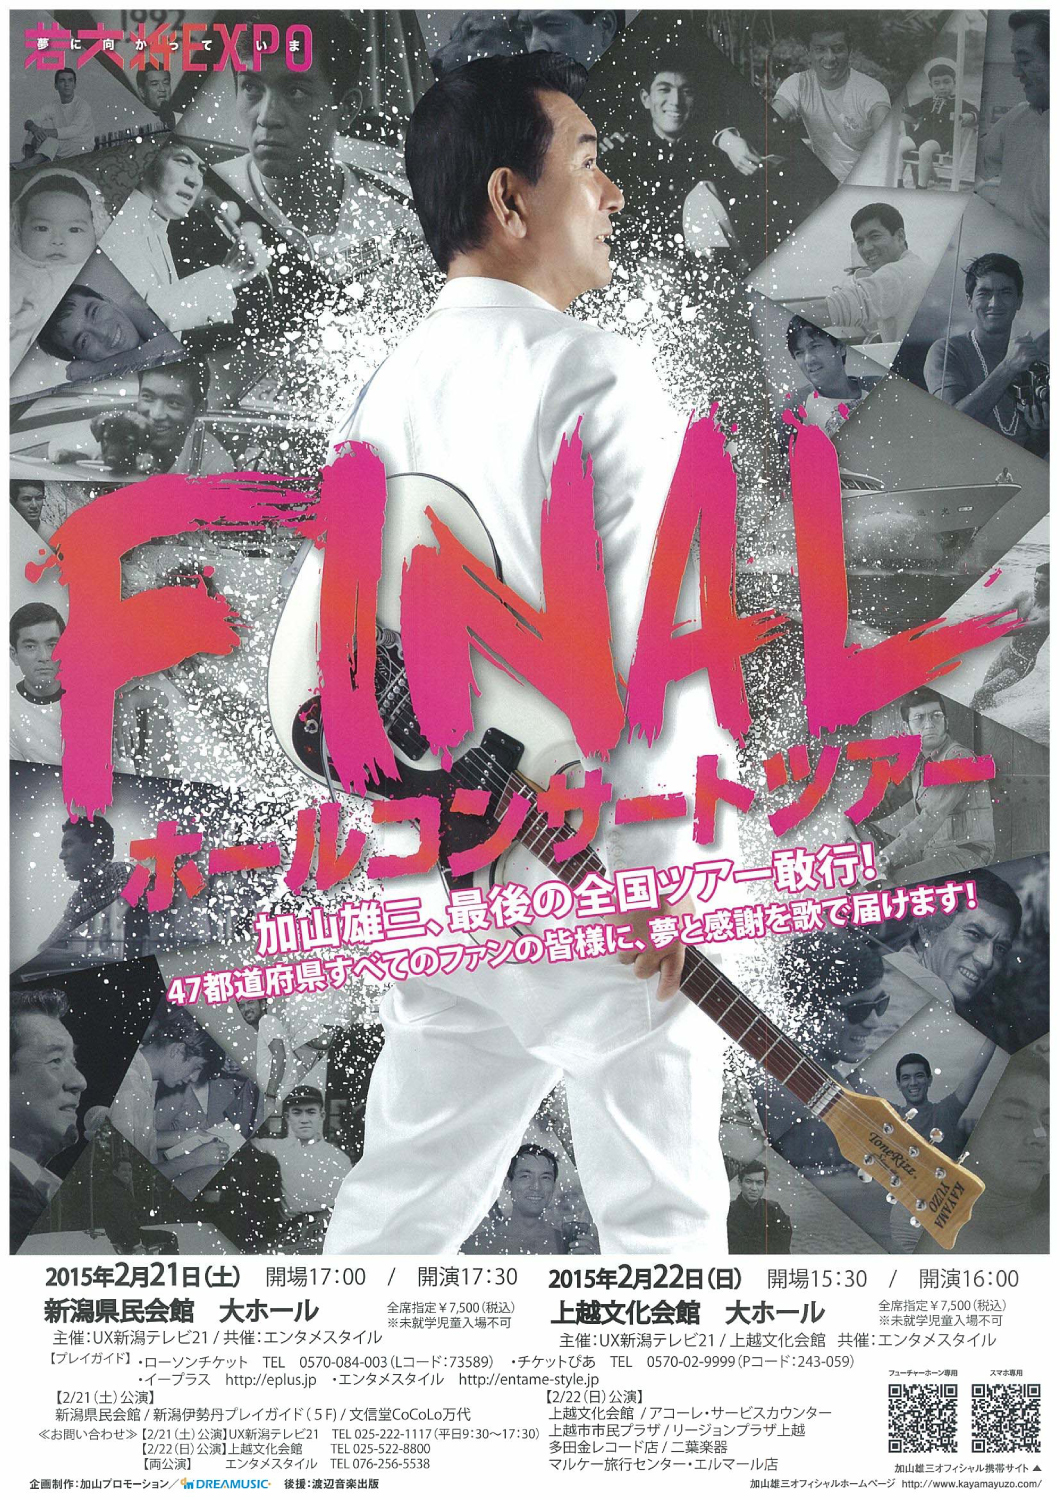 1992
若大将EXPO
夢に向かって いま
FINAL
ホールコンサートツアー
加山雄三、最後の全国ツアー敢行!
47都道府県すべてのファンの皆様に、夢と感謝を歌で届けます!
ToneRizz
KAYAMA
YUZO
2015年2月21日(土) 開場17:00 / 開演17:30
新潟県民会館 大ホール
全席指定¥7,500(税込)
※未就学児童入場不可
主催:UX新潟テレビ21 / 共催:エンタメスタイル
2015年2月22日(日) 開場15:30 / 開演16:00
上越文化会館 大ホール
全席指定¥7,500(税込)
※未就学児童入場不可
主催:UX新潟テレビ21 / 上越文化会館 共催:エンタメスタイル
【プレイガイド】・ローソンチケット TEL 0570-084-003(Lコード:73589) ・チケットぴあ TEL 0570-02-9999(Pコード:243-059)
・イープラス http://eplus.jp ・エンタメスタイル http://entame-style.jp
【2/21(土)公演】
新潟県民会館 / 新潟伊勢丹プレイガイド(5F) / 文信堂CoCoLo万代
≪お問い合わせ≫【2/21(土)公演】UX新潟テレビ21 TEL 025-222-1117(平日9:30〜17:30)
【2/22(日)公演】上越文化会館 TEL 025-522-8800
【両公演】 エンタメスタイル TEL 076-256-5538
【2/22(日)公演】
上越文化会館 / アコーレ・サービスカウンター
上越市市民プラザ / リージョンプラザ上越
多田金レコード店 / 二葉楽器
マルケー旅行センター・エルマール店
フューチャーホーン専用
スマホ専用
加山雄三オフィシャル携帯サイト▲
企画制作:加山プロモーション/DREAMUSIC・ 後援:渡辺音楽出版
加山雄三オフィシャルホームページ http://www.kayamayuzo.com/